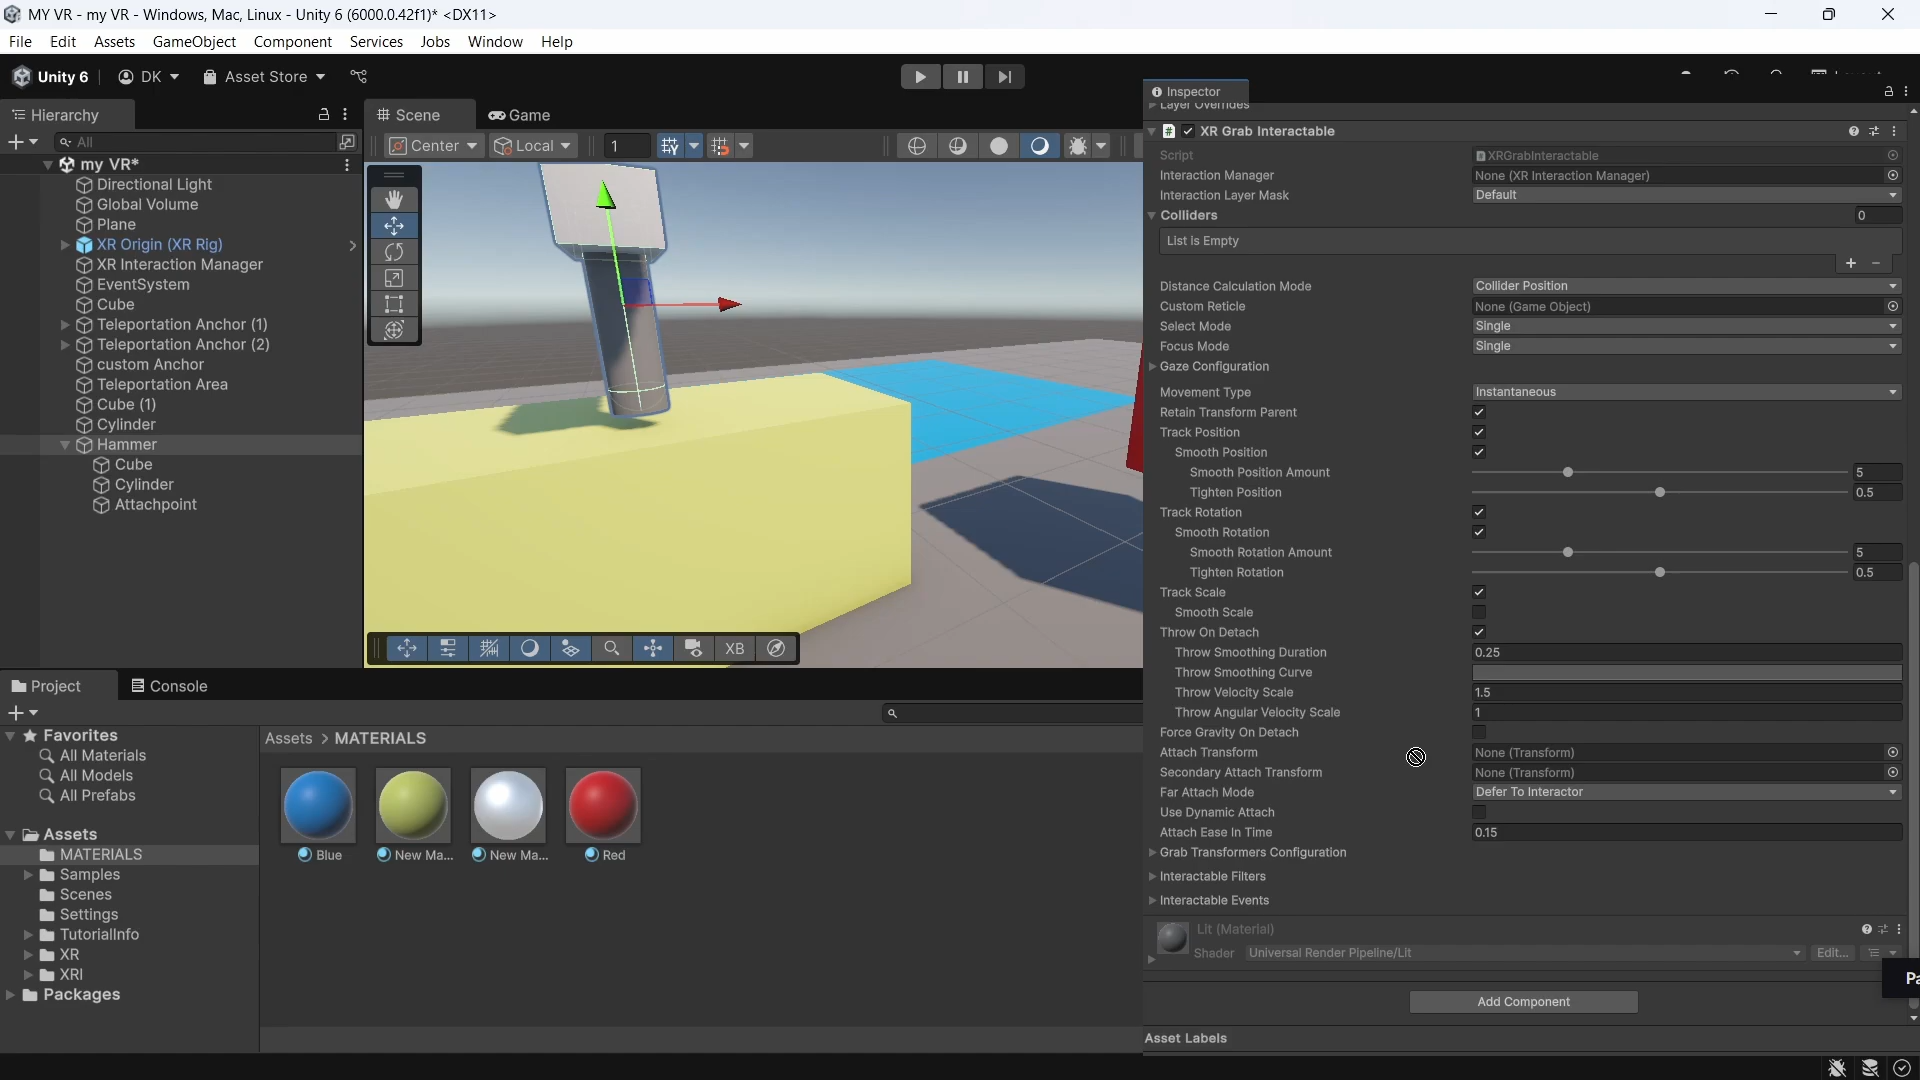 MY VR - my VR - Windows, Mac, Linux - Unity 6 (6000.0.42f1)* <DX11>
File Edit Assets GameObject Component Services Jobs Window Help
Unity 6 DK Asset Store
Hierarchy
All
my VR*
Directional Light
Global Volume
Plane
XR Origin (XR Rig)
XR Interaction Manager
EventSystem
Cube
Teleportation Anchor (1)
Teleportation Anchor (2)
custom Anchor
Teleportation Area
Cube (1)
Cylinder
Hammer
Cube
Cylinder
Attachpoint
Scene Game
Center Local 1
XB
Inspector
Layer Overrides
XR Grab Interactable
Script XRGrabInteractable
Interaction Manager None (XR Interaction Manager)
Interaction Layer Mask Default
Colliders 0
List is Empty
Distance Calculation Mode Collider Position
Custom Reticle None (Game Object)
Select Mode Single
Focus Mode Single
Gaze Configuration
Movement Type Instantaneous
Retain Transform Parent
Track Position
Smooth Position
Smooth Position Amount 5
Tighten Position 0.5
Track Rotation
Smooth Rotation
Smooth Rotation Amount 5
Tighten Rotation 0.5
Track Scale
Smooth Scale
Throw On Detach
Throw Smoothing Duration 0.25
Throw Smoothing Curve
Throw Velocity Scale 1.5
Throw Angular Velocity Scale 1
Force Gravity On Detach
Attach Transform None (Transform)
Secondary Attach Transform None (Transform)
Far Attach Mode Defer To Interactor
Use Dynamic Attach
Attach Ease In Time 0.15
Grab Transformers Configuration
Interactable Filters
Interactable Events
Lit (Material)
Shader Universal Render Pipeline/Lit Edit...
Add Component
Asset Labels
Project Console
Favorites
All Materials
All Models
All Prefabs
Assets
MATERIALS
Samples
Scenes
Settings
TutorialInfo
XR
XRI
Packages
Assets > MATERIALS
Blue New Ma... New Ma... Red